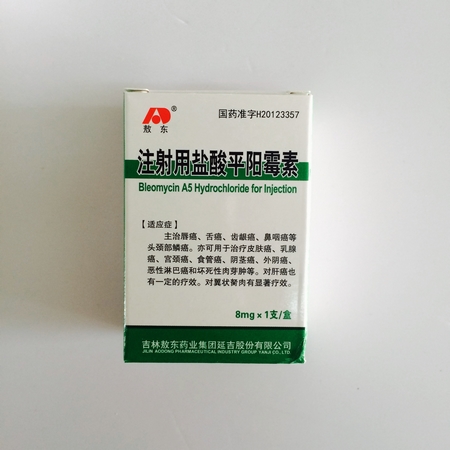 敖东®
国药准字H20123357
注射用盐酸平阳霉素
Bleomycin A5 Hydrochloride for Injection
【适应症】
主治唇癌、舌癌、齿龈癌、鼻咽癌等
头颈部鳞癌。亦可用于治疗皮肤癌、乳腺
癌、宫颈癌、食管癌、阴茎癌、外阴癌、
恶性淋巴癌和坏死性肉芽肿等。对肝癌也
有一定的疗效。对翼状胬肉有显著疗效。
8mg × 1支/盒
吉林敖东药业集团延吉股份有限公司
JILIN AODONG PHARMACEUTICAL INDUSTRY GROUP YANJI CO.,LTD.